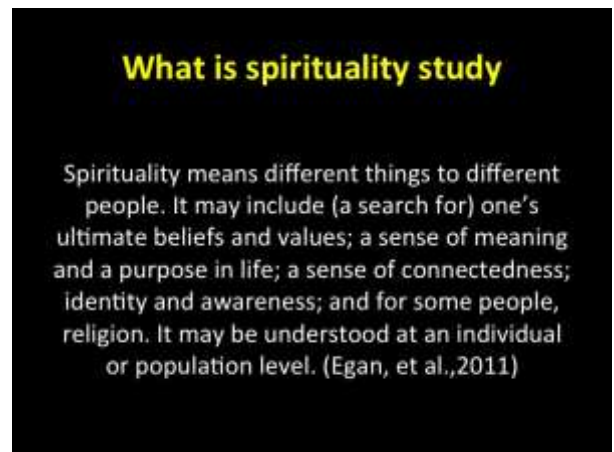 What is spirituality study
Spirituality means different things to different
people. It may include (a search for) one's
ultimate beliefs and values; a sense of meaning
and a purpose in life; a sense of connectedness;
identity and awareness; and for some people,
religion. It may be understood at an individual
or population level. (Egan, et al.,2011)